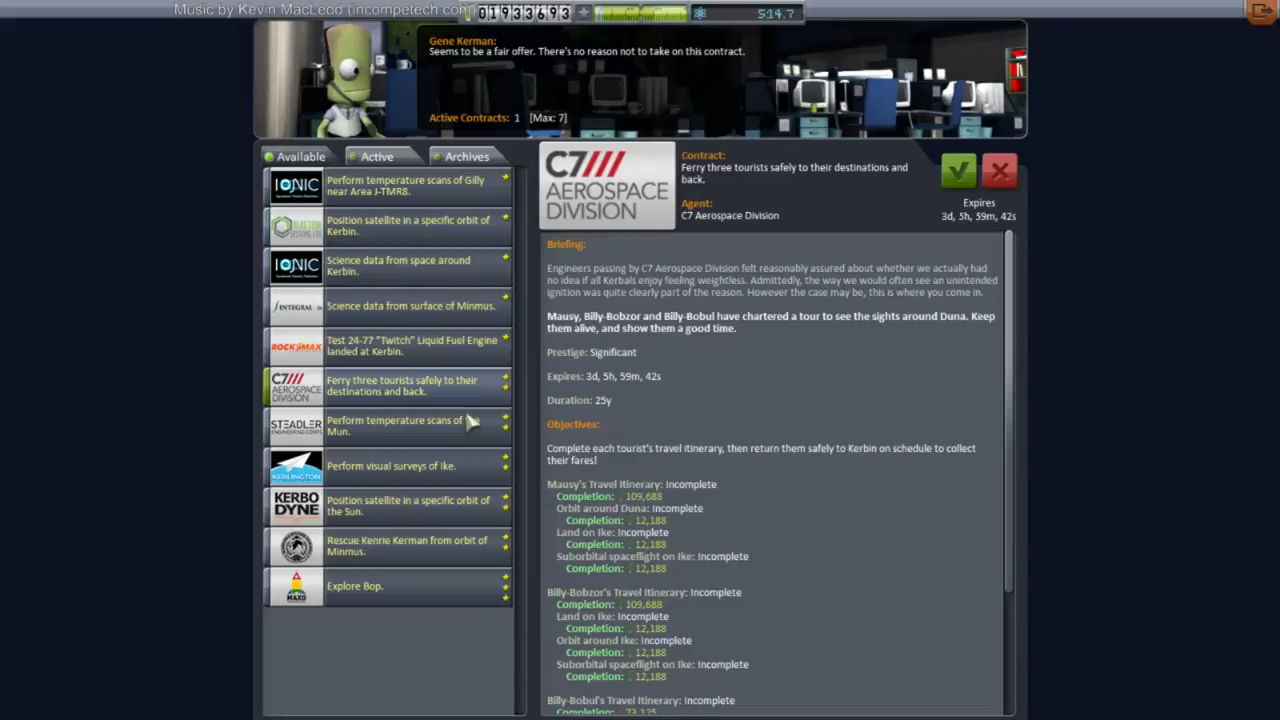 Music by Kevin MacLeod (incompetech.com
01933693
514.7
Gene Kerman:
Seems to be a fair offer. There's no reason not to take on this contract.
Active Contracts: 1 [Max: 7]
Available
Active
Archives
IONIC
Perform temperature scans of Gilly
near Area J-TMR8.
Position satellite in a specific orbit of
Kerbin.
IONIC
Science data from space around
Kerbin.
INTEGRAL
Science data from surface of Minmus.
ROCKOMAX
Test 24-77 "Twitch" Liquid Fuel Engine
landed at Kerbin.
C7///
AEROSPACE
DIVISION
Ferry three tourists safely to their
destinations and back.
STEADLER
ENGINEERING CORPS
Perform temperature scans of
Mun.
KERLINGTON
Perform visual surveys of Ike.
KERBO
DYNE
Position satellite in a specific orbit of
the Sun.
Rescue Kenrie Kerman from orbit of
Minmus.
MAXO
Explore Bop.
C7///
AEROSPACE
DIVISION
Contract:
Ferry three tourists safely to their destinations and
back.
Agent:
C7 Aerospace Division
Expires
3d, 5h, 59m, 42s
Briefing:
Engineers passing by C7 Aerospace Division felt reasonably assured about whether we actually had
no idea if all Kerbals enjoy feeling weightless. Admittedly, the way we would often see an unintended
ignition was quite clearly part of the reason. However the case may be, this is where you come in.
Mausy, Billy-Bobzor and Billy-Bobul have chartered a tour to see the sights around Duna. Keep
them alive, and show them a good time.
Prestige: Significant
Expires: 3d, 5h, 59m, 42s
Duration: 25y
Objectives:
Complete each tourist's travel itinerary, then return them safely to Kerbin on schedule to collect
their fares!
Mausy's Travel Itinerary: Incomplete
Completion: 109,688
Orbit around Duna: Incomplete
Completion: 12,188
Land on Ike: Incomplete
Completion: 12,188
Suborbital spaceflight on Ike: Incomplete
Completion: 12,188
Billy-Bobzor's Travel Itinerary: Incomplete
Completion: 109,688
Land on Ike: Incomplete
Completion: 12,188
Orbit around Ike: Incomplete
Completion: 12,188
Suborbital spaceflight on Ike: Incomplete
Completion: 12,188
Billy-Bobul's Travel Itinerary: Incomplete
Completion: 73,125